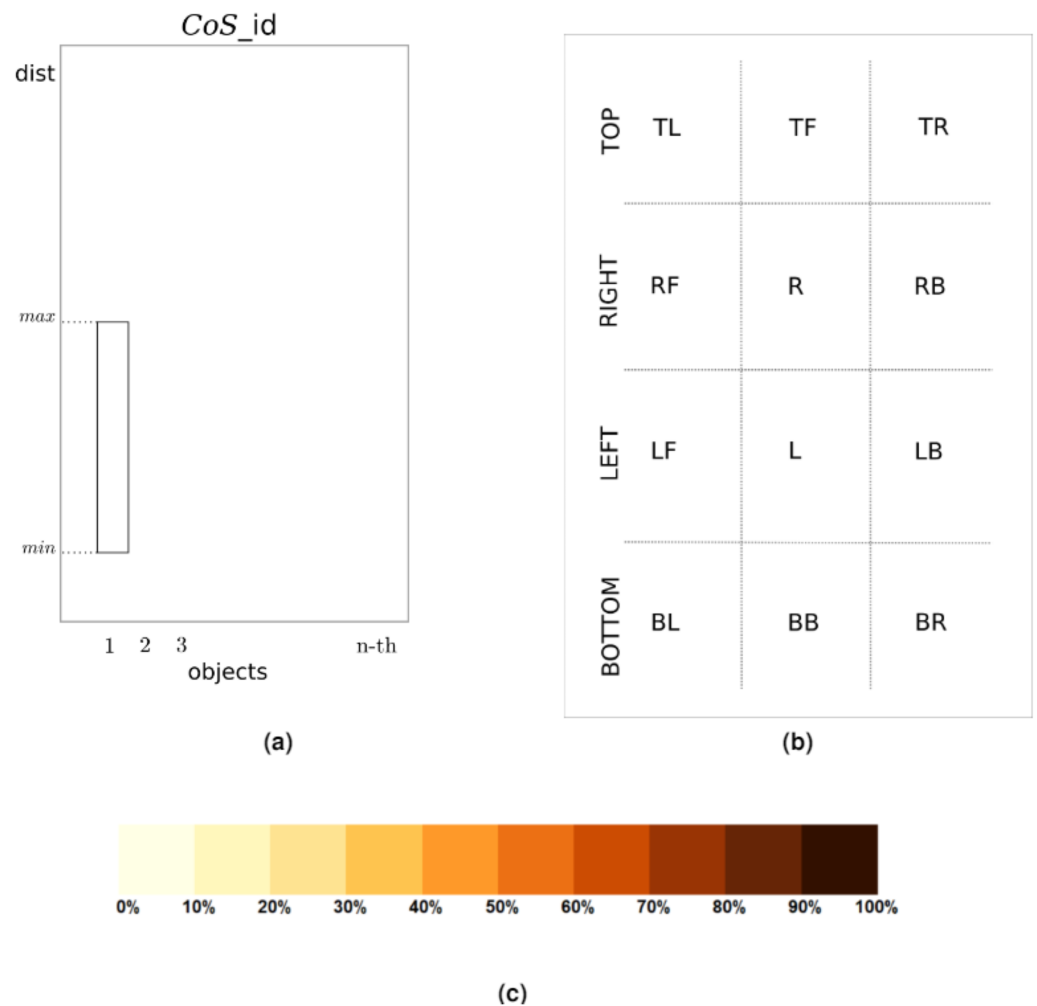 CoS_id
dist
max
min
1 2 3 n-th
objects
(a)
TOP TL TF TR
RIGHT RF R RB
LEFT LF L LB
BOTTOM BL BB BR
(b)
0% 10% 20% 30% 40% 50% 60% 70% 80% 90% 100%
(c)